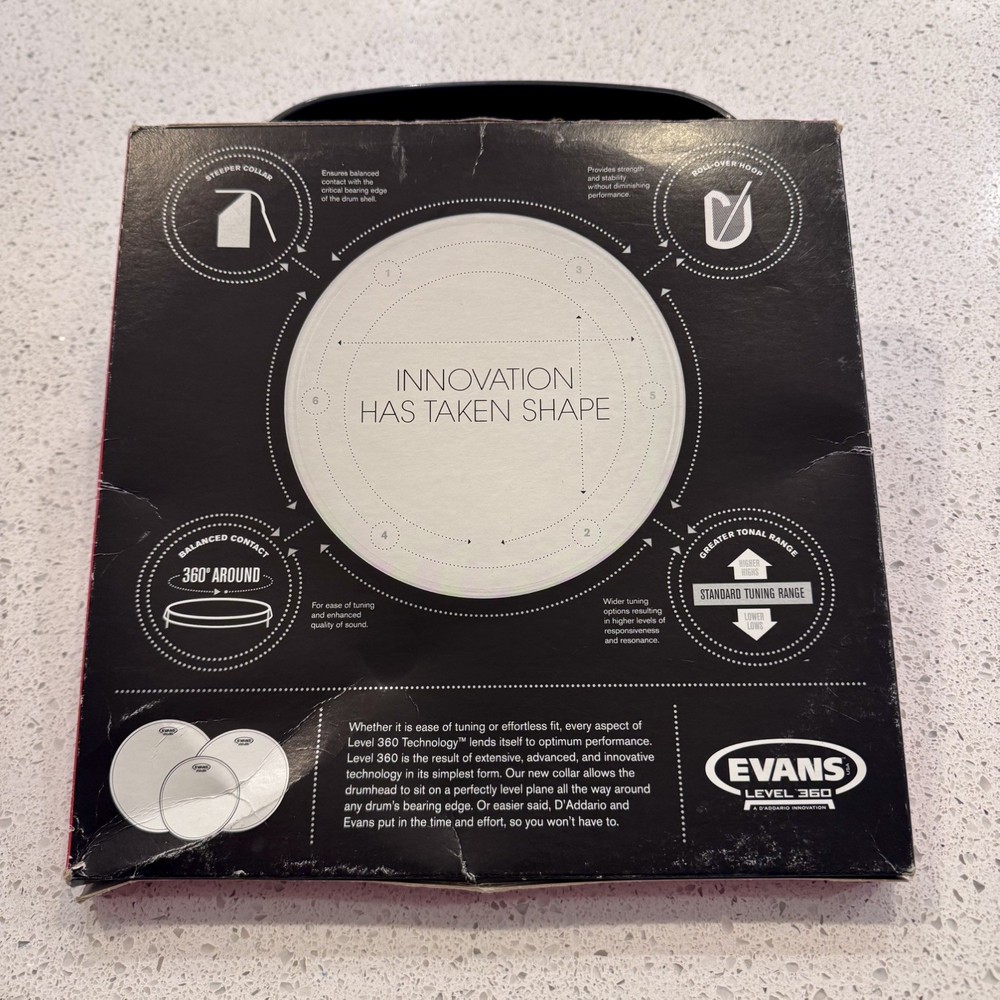 STEEPER COLLAR
Ensures balanced
contact with the
critical bearing edge
of the drum shell.
Provides strength
and stability
without diminishing
performance.
ROLL-OVER HOOP
1
3
INNOVATION
HAS TAKEN SHAPE
6
5
4
2
BALANCED CONTACT
360° AROUND
For ease of tuning
and enhanced
quality of sound.
Wider tuning
options resulting
in higher levels of
responsiveness
and resonance.
GREATER TONAL RANGE
HIGHER
HIGHS
STANDARD TUNING RANGE
LOWER
LOWS
EVANS
EVANS
EVANS
Whether it is ease of tuning or effortless fit, every aspect of
Level 360 Technology™ lends itself to optimum performance.
Level 360 is the result of extensive, advanced, and innovative
technology in its simplest form. Our new collar allows the
drumhead to sit on a perfectly level plane all the way around
any drum's bearing edge. Or easier said, D'Addario and
Evans put in the time and effort, so you won't have to.
EVANS
USA
LEVEL 360
A D'ADDARIO INNOVATION